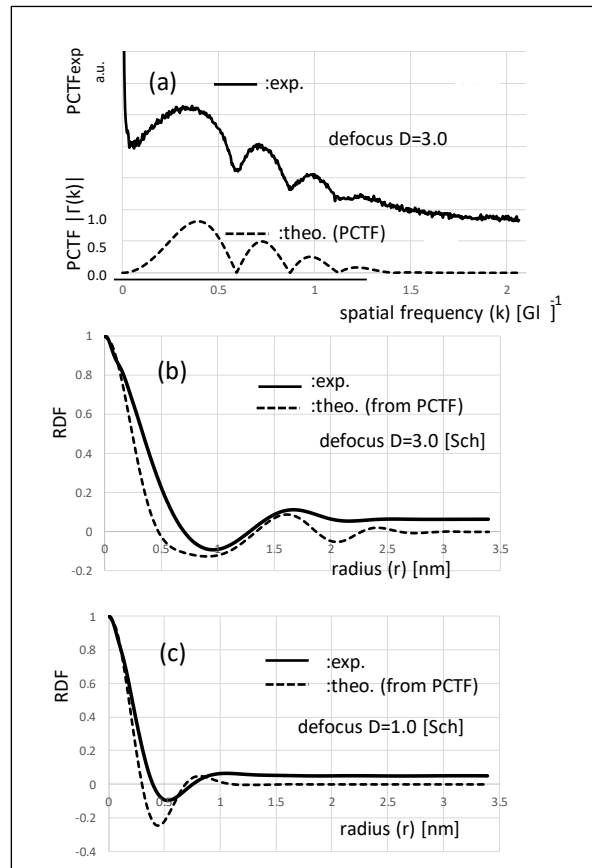 (a)
:exp.
PCTFexp
a.u.
defocus D=3.0
PCTF |Γ(k)|
1.0
0.5
0.0
:theo. (PCTF)
0 0.5 1 1.5 2
spatial frequency (k) [Gl ]-1
(b)
:exp.
:theo. (from PCTF)
defocus D=3.0 [Sch]
RDF
1
0.8
0.6
0.4
0.2
0
-0.2
0 0.5 1 1.5 2 2.5 3 3.5
radius (r) [nm]
(c)
:exp.
:theo. (from PCTF)
defocus D=1.0 [Sch]
RDF
1
0.8
0.6
0.4
0.2
0
-0.2
-0.4
0 0.5 1 1.5 2 2.5 3 3.5
radius (r) [nm]